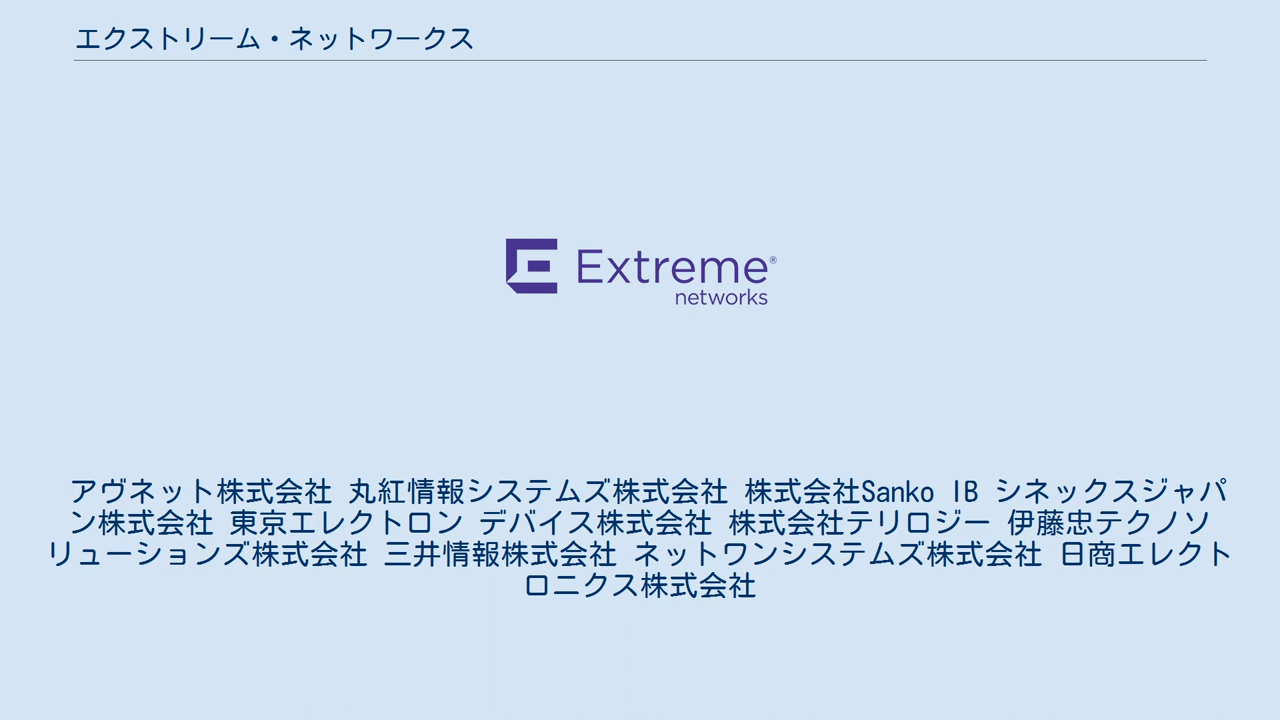 エクストリーム・ネットワークス
Extreme®
networks
アヴネット株式会社 丸紅情報システムズ株式会社 株式会社Sanko IB シネックスジャパ
ン株式会社 東京エレクトロン デバイス株式会社 株式会社テリロジー 伊藤忠テクノソ
リューションズ株式会社 三井情報株式会社 ネットワンシステムズ株式会社 日商エレクト
ロニクス株式会社